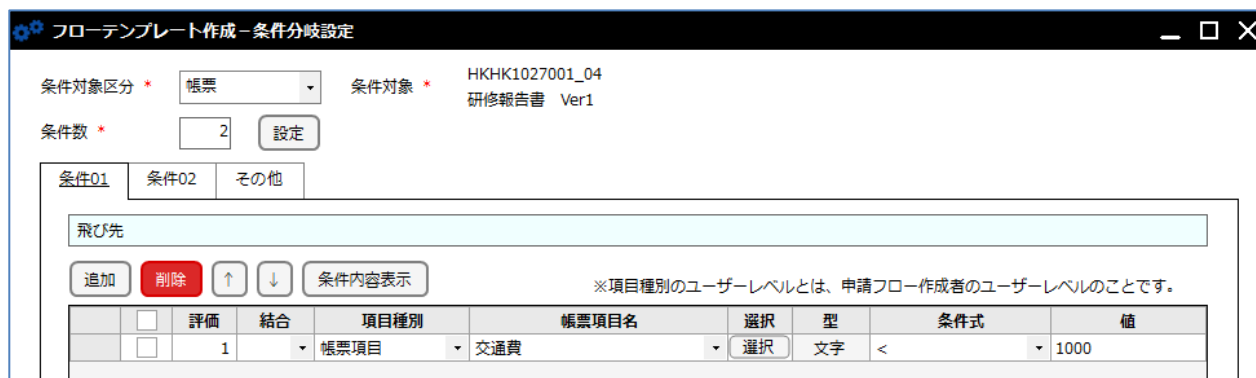 フローテンプレート作成－条件分岐設定
条件対象区分 * 帳票 条件対象 * HKHK1027001_04
研修報告書 Ver1
条件数 * 2 設定
条件01 条件02 その他
飛び先
追加 削除 ↑ ↓ 条件内容表示 ※項目種別のユーザーレベルとは、申請フロー作成者のユーザーレベルのことです。
評価 結合 項目種別 帳票項目名 選択 型 条件式 値
1 帳票項目 交通費 選択 文字 < 1000